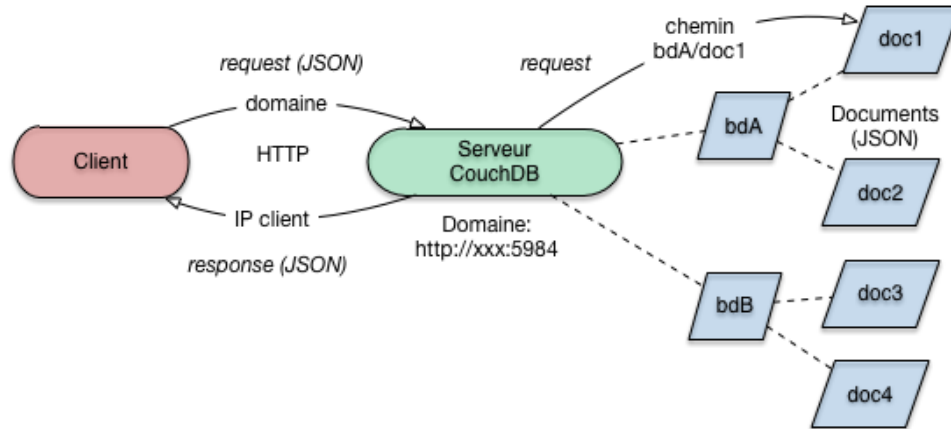 request (JSON)
domaine
Client
HTTP
IP client
response (JSON)
Serveur
CouchDB
Domaine:
http://xxx:5984
request
chemin
bdA/doc1
doc1
bdA
Documents
(JSON)
doc2
bdB
doc3
doc4